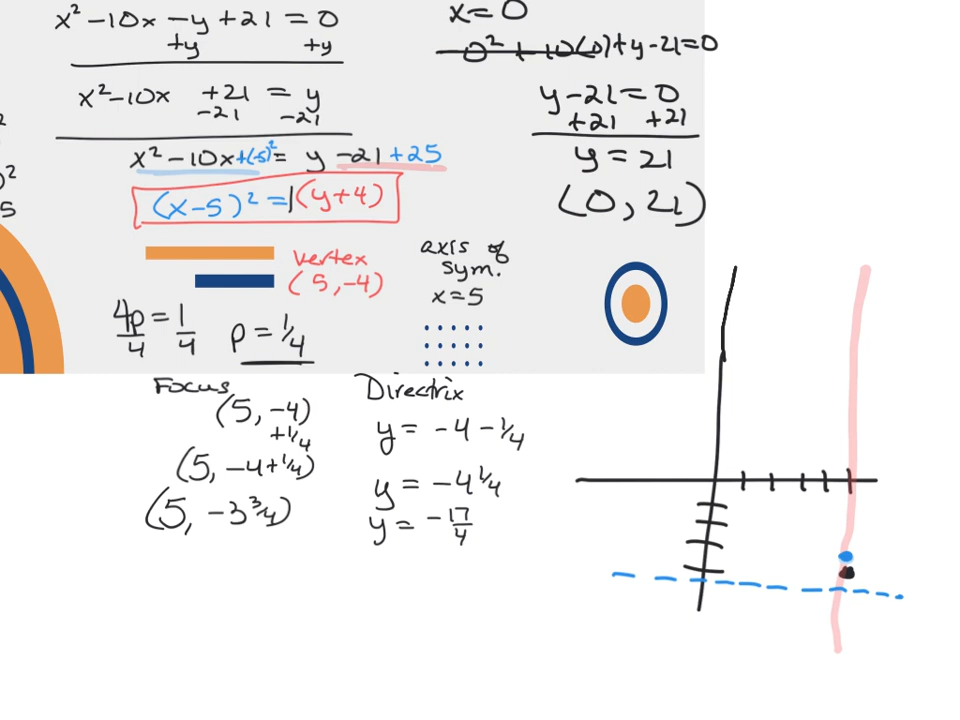 x² - 10x - y + 21 = 0
+y +y
x² - 10x + 21 = y
-21 -21
x² - 10x + (-5)² = y - 21 + 25
(x - 5)² = 1(y + 4)
vertex
(5, -4)
axis of
sym.
x = 5
4p = 1
4 4
p = 1/4
Focus
(5, -4)
+1/4
(5, -4 + 1/4)
(5, -3 3/4)
Directrix
y = -4 - 1/4
y = -4 1/4
y = -17/4
x = 0
0² + 10(0) + y - 21 = 0
y - 21 = 0
+21 +21
y = 21
(0, 21)
2
2
5